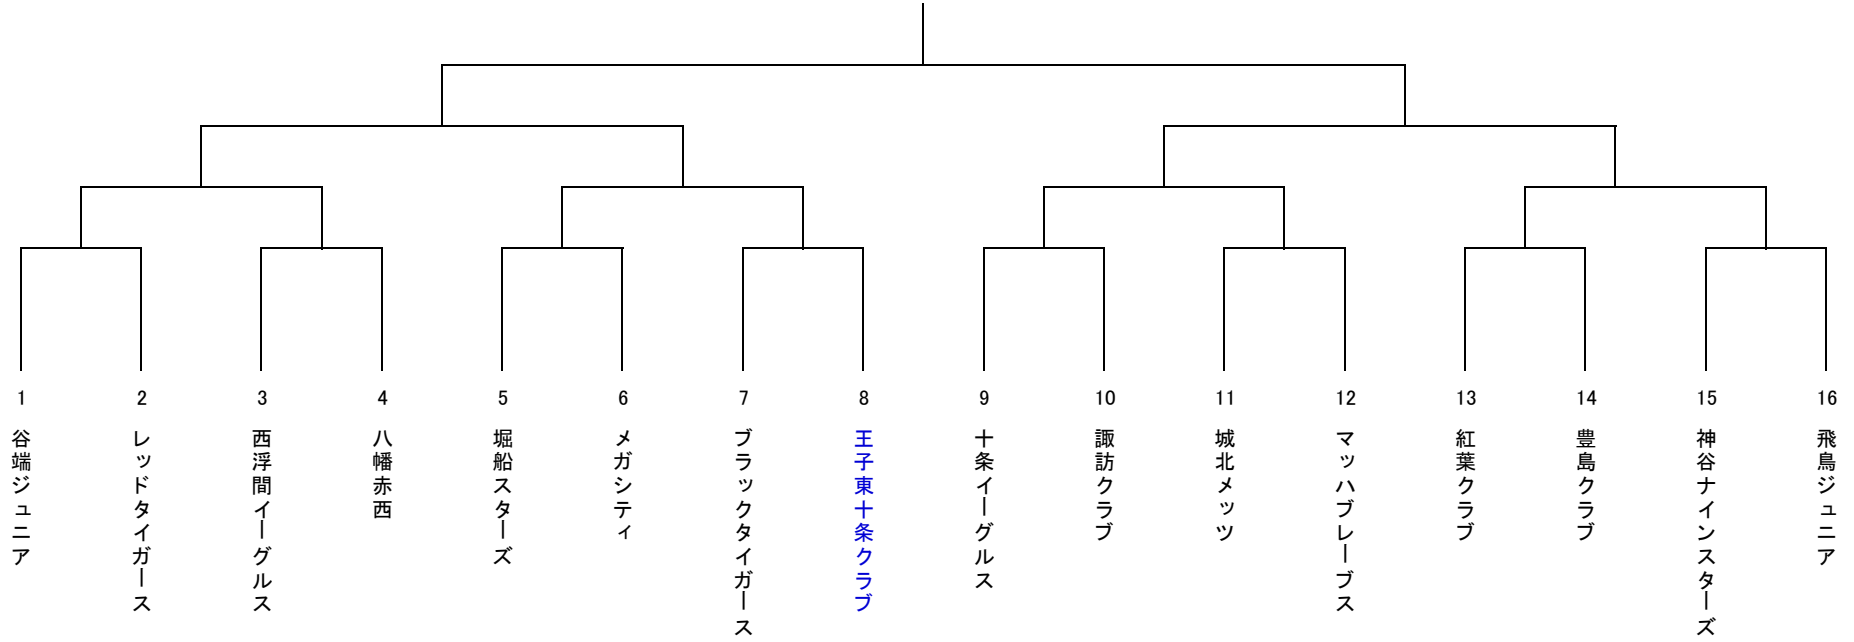 1
谷端ジュニア
2
レッドタイガース
3
西浮間イーグルス
4
八幡赤西
5
堀船スターズ
6
メガシティ
7
ブラックタイガース
8
王子東十条クラブ
9
十条イーグルス
10
諏訪クラブ
11
城北メッツ
12
マッハブレーブス
13
紅葉クラブ
14
豊島クラブ
15
神谷ナインスターズ
16
飛鳥ジュニア